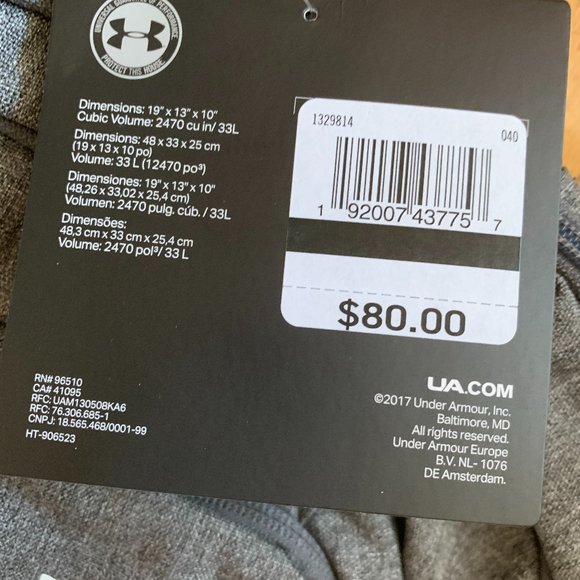 UNIVERSAL GUARANTEE OF PERFORMANCE
PROTECT THIS HOUSE
Dimensions: 19" x 13" x 10"
Cubic Volume: 2470 cu in/ 33L
Dimensions: 48 x 33 x 25 cm
(19 x 13 x 10 po)
Volume: 33 L (12470 po³)
Dimensiones: 19" x 13" x 10"
(48,26 x 33,02 x 25,4 cm)
Volumen: 2470 pulg. cúb. / 33L
Dimensões:
48,3 cm x 33 cm x 25,4 cm
Volume: 2470 pol³/ 33 L
1329814
040
1 92007 43775 7
$80.00
RN# 96510
CA# 41095
RFC: UAM130508KA6
RFC: 76.306.685-1
CNPJ: 18.565.468/0001-99
HT-906523
UA.COM
©2017 Under Armour, Inc.
Baltimore, MD
All rights reserved.
Under Armour Europe
B.V. NL- 1076
DE Amsterdam.